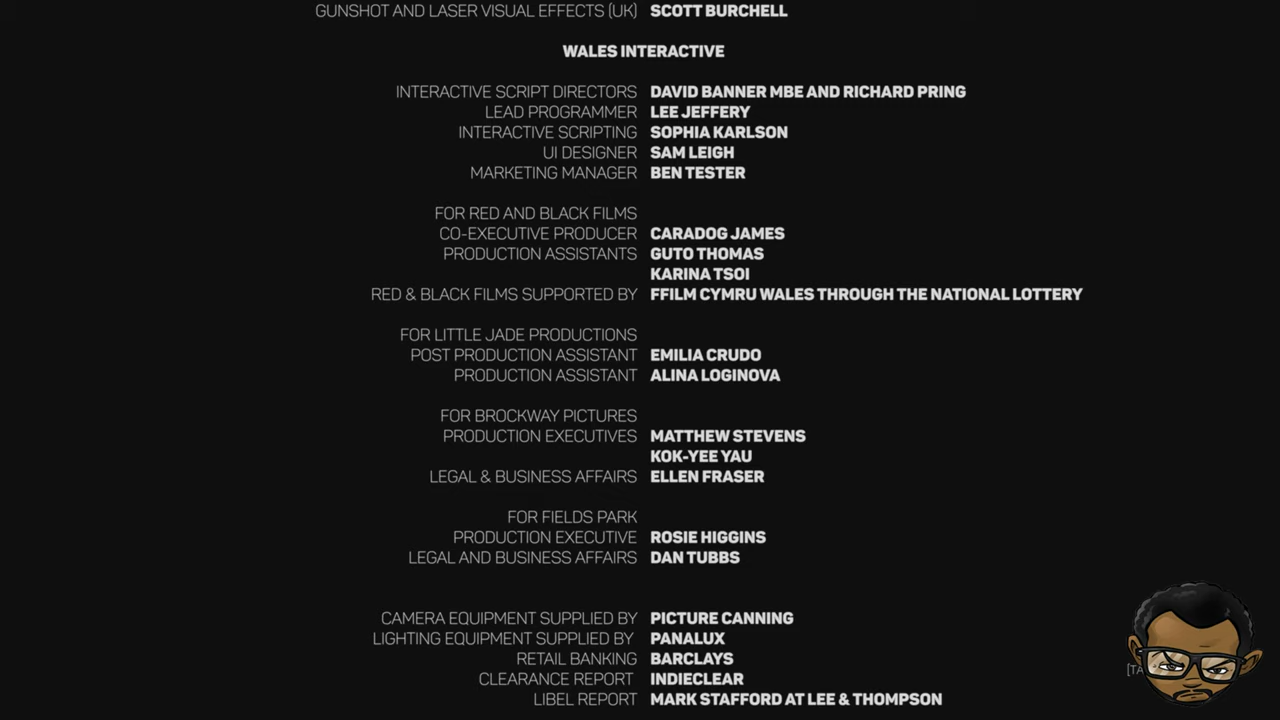 GUNSHOT AND LASER VISUAL EFFECTS (UK) SCOTT BURCHELL
WALES INTERACTIVE
INTERACTIVE SCRIPT DIRECTORS DAVID BANNER MBE AND RICHARD PRING
LEAD PROGRAMMER LEE JEFFERY
INTERACTIVE SCRIPTING SOPHIA KARLSON
UI DESIGNER SAM LEIGH
MARKETING MANAGER BEN TESTER
FOR RED AND BLACK FILMS
CO-EXECUTIVE PRODUCER CARADOG JAMES
PRODUCTION ASSISTANTS GUTO THOMAS
KARINA TSOI
RED & BLACK FILMS SUPPORTED BY FFILM CYMRU WALES THROUGH THE NATIONAL LOTTERY
FOR LITTLE JADE PRODUCTIONS
POST PRODUCTION ASSISTANT EMILIA CRUDO
PRODUCTION ASSISTANT ALINA LOGINOVA
FOR BROCKWAY PICTURES
PRODUCTION EXECUTIVES MATTHEW STEVENS
KOK-YEE YAU
LEGAL & BUSINESS AFFAIRS ELLEN FRASER
FOR FIELDS PARK
PRODUCTION EXECUTIVE ROSIE HIGGINS
LEGAL AND BUSINESS AFFAIRS DAN TUBBS
CAMERA EQUIPMENT SUPPLIED BY PICTURE CANNING
LIGHTING EQUIPMENT SUPPLIED BY PANALUX
RETAIL BANKING BARCLAYS
CLEARANCE REPORT INDIECLEAR
LIBEL REPORT MARK STAFFORD AT LEE & THOMPSON